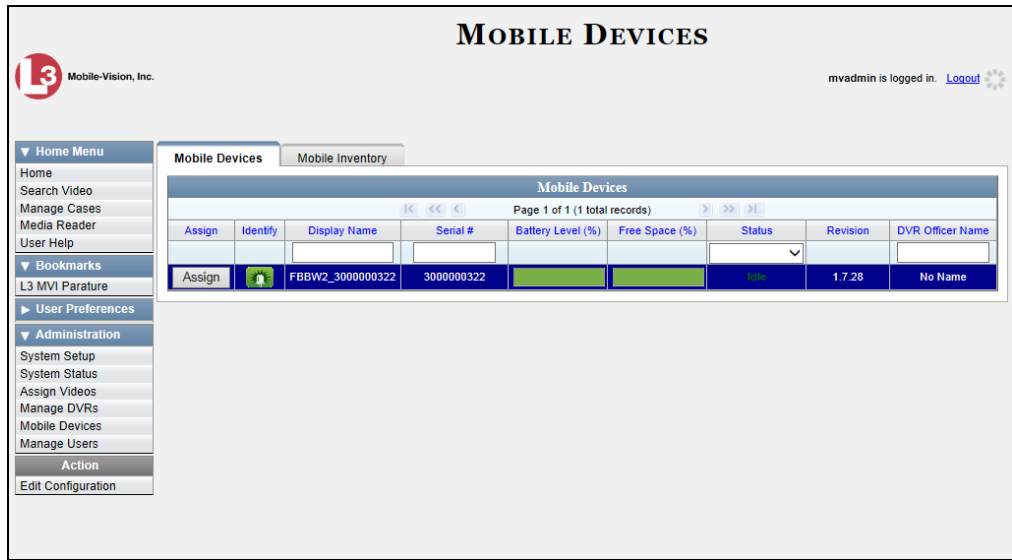 MOBILE DEVICES
L3 Mobile-Vision, Inc.
mvadmin is logged in. Logout
Home Menu
Home
Search Video
Manage Cases
Media Reader
User Help
Bookmarks
L3 MVI Parature
User Preferences
Administration
System Setup
System Status
Assign Videos
Manage DVRs
Mobile Devices
Manage Users
Action
Edit Configuration
Mobile Devices Mobile Inventory
Mobile Devices
Page 1 of 1 (1 total records)
Assign Identify Display Name Serial # Battery Level (%) Free Space (%) Status Revision DVR Officer Name
Assign FBBW2_3000000322 3000000322 Idle 1.7.28 No Name